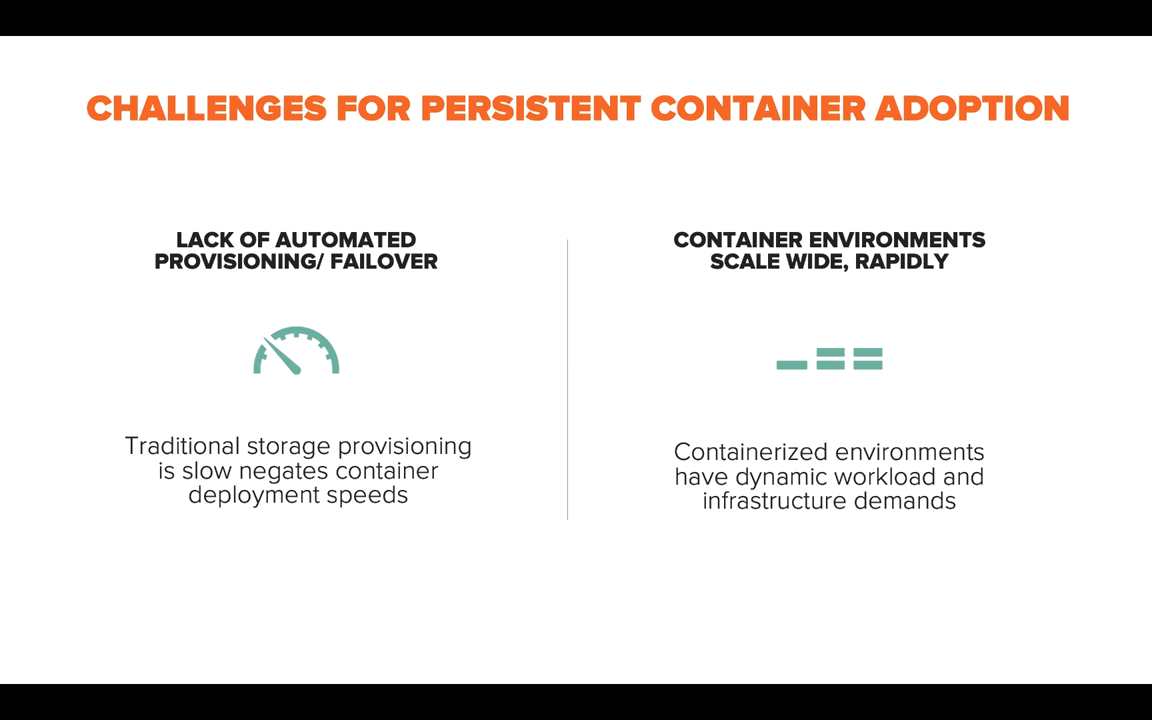 CHALLENGES FOR PERSISTENT CONTAINER ADOPTION
LACK OF AUTOMATED
PROVISIONING/ FAILOVER
Traditional storage provisioning
is slow negates container
deployment speeds
CONTAINER ENVIRONMENTS
SCALE WIDE, RAPIDLY
Containerized environments
have dynamic workload and
infrastructure demands